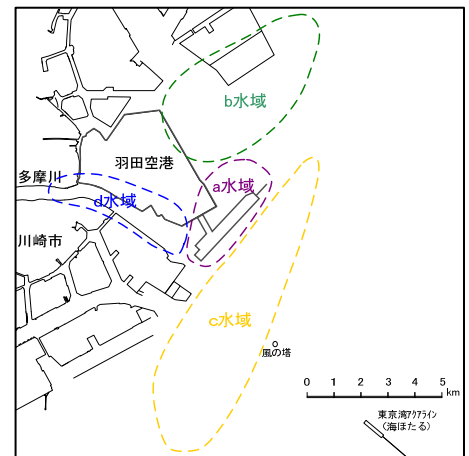 b水域
羽田空港
多摩川
a水域
d水域
川崎市
c水域
風の塔
0 1 2 3 4 5
km
東京湾ｱｸｱﾗｲﾝ
(海ほたる)